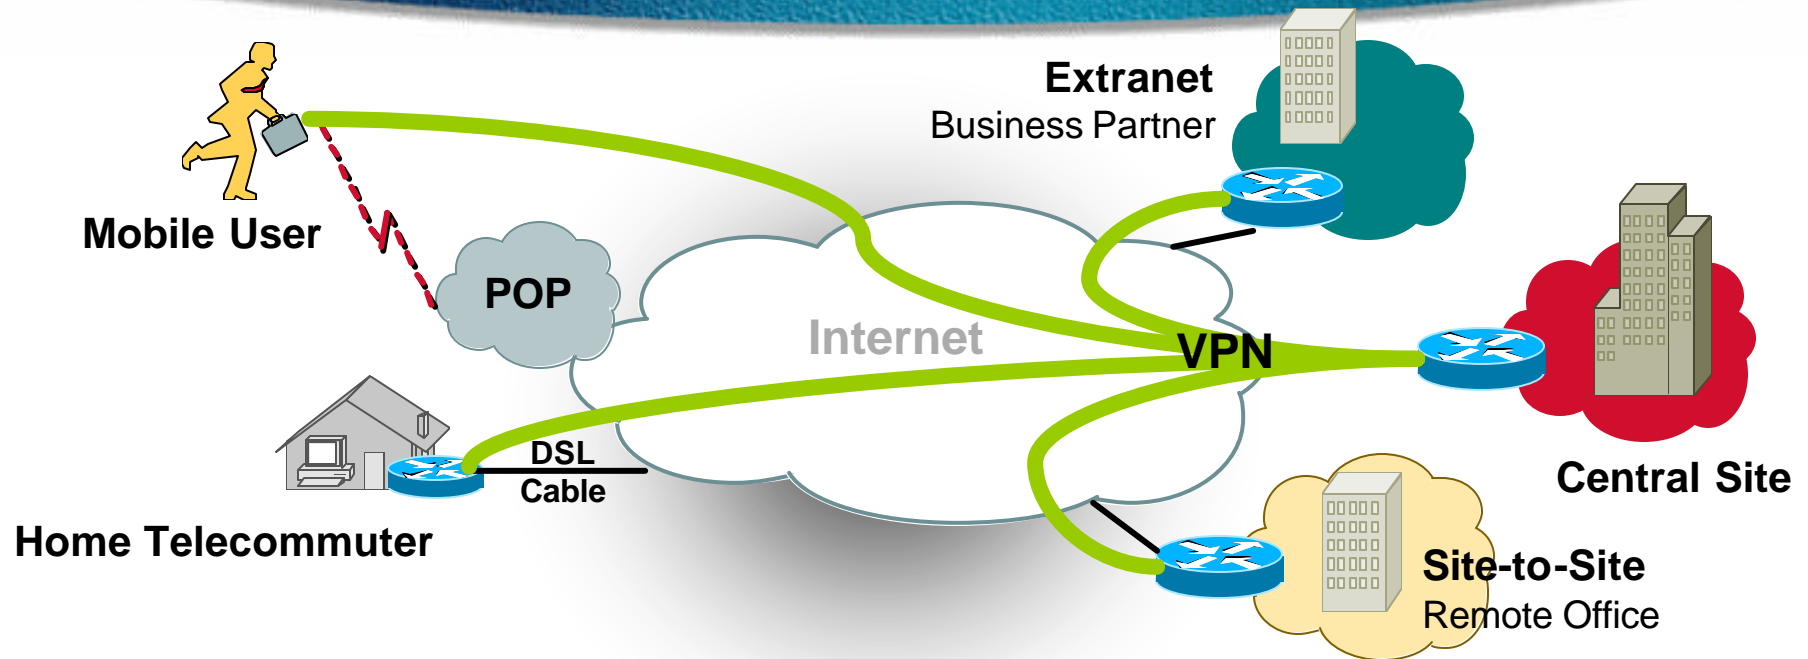 Extranet
Business Partner
Mobile User
POP
Internet
VPN
DSL
Cable
Central Site
Home Telecommuter
Site-to-Site
Remote Office